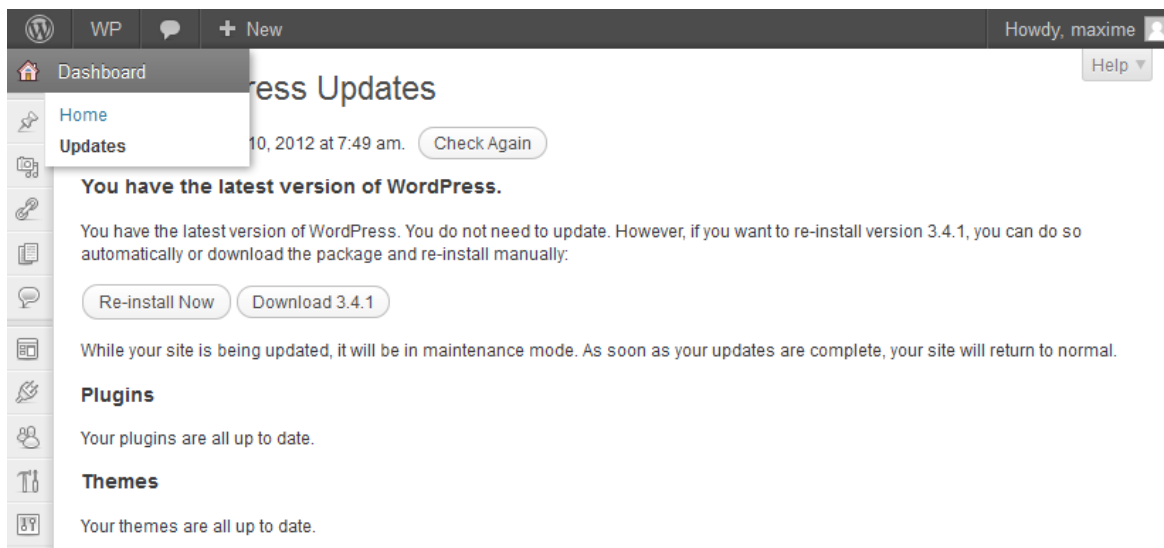 WP
New
Howdy, maxime
Dashboard
Help
Home
Updates
ress Updates
10, 2012 at 7:49 am.
Check Again
You have the latest version of WordPress.
You have the latest version of WordPress. You do not need to update. However, if you want to re-install version 3.4.1, you can do so
automatically or download the package and re-install manually:
Re-install Now
Download 3.4.1
While your site is being updated, it will be in maintenance mode. As soon as your updates are complete, your site will return to normal.
Plugins
Your plugins are all up to date.
Themes
Your themes are all up to date.